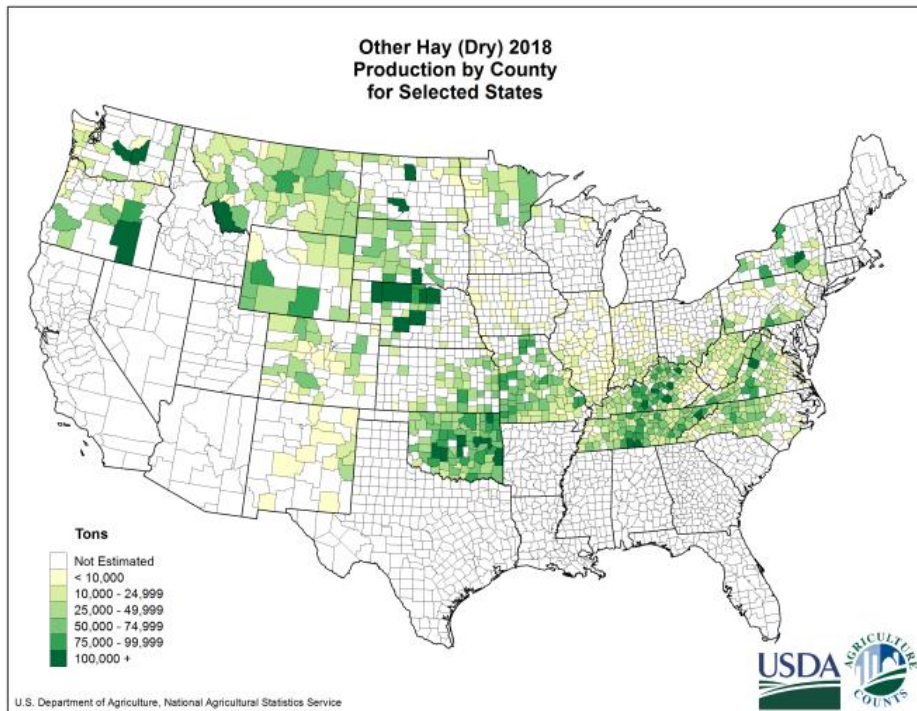 Other Hay (Dry) 2018
Production by County
for Selected States
Tons
Not Estimated
< 10,000
10,000 - 24,999
25,000 - 49,999
50,000 - 74,999
75,000 - 99,999
100,000 +
U.S. Department of Agriculture, National Agricultural Statistics Service
USDA
AGRICULTURE
COUNTS